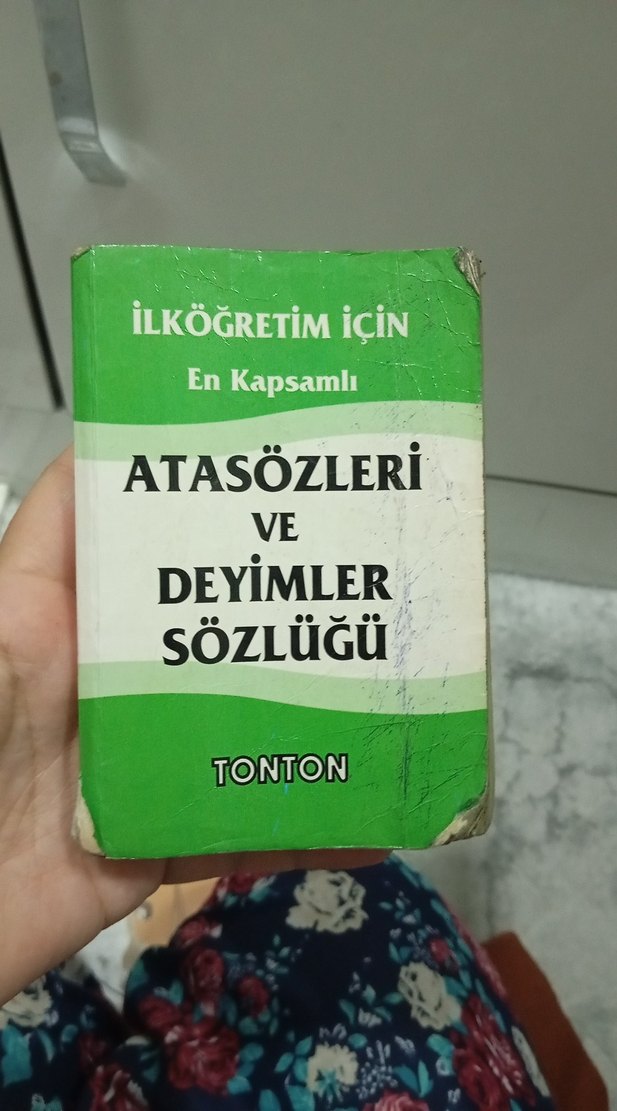 İLKÖĞRETİM İÇİN
En Kapsamlı
ATASÖZLERİ
VE
DEYİMLER
SÖZLÜĞÜ
TONTON